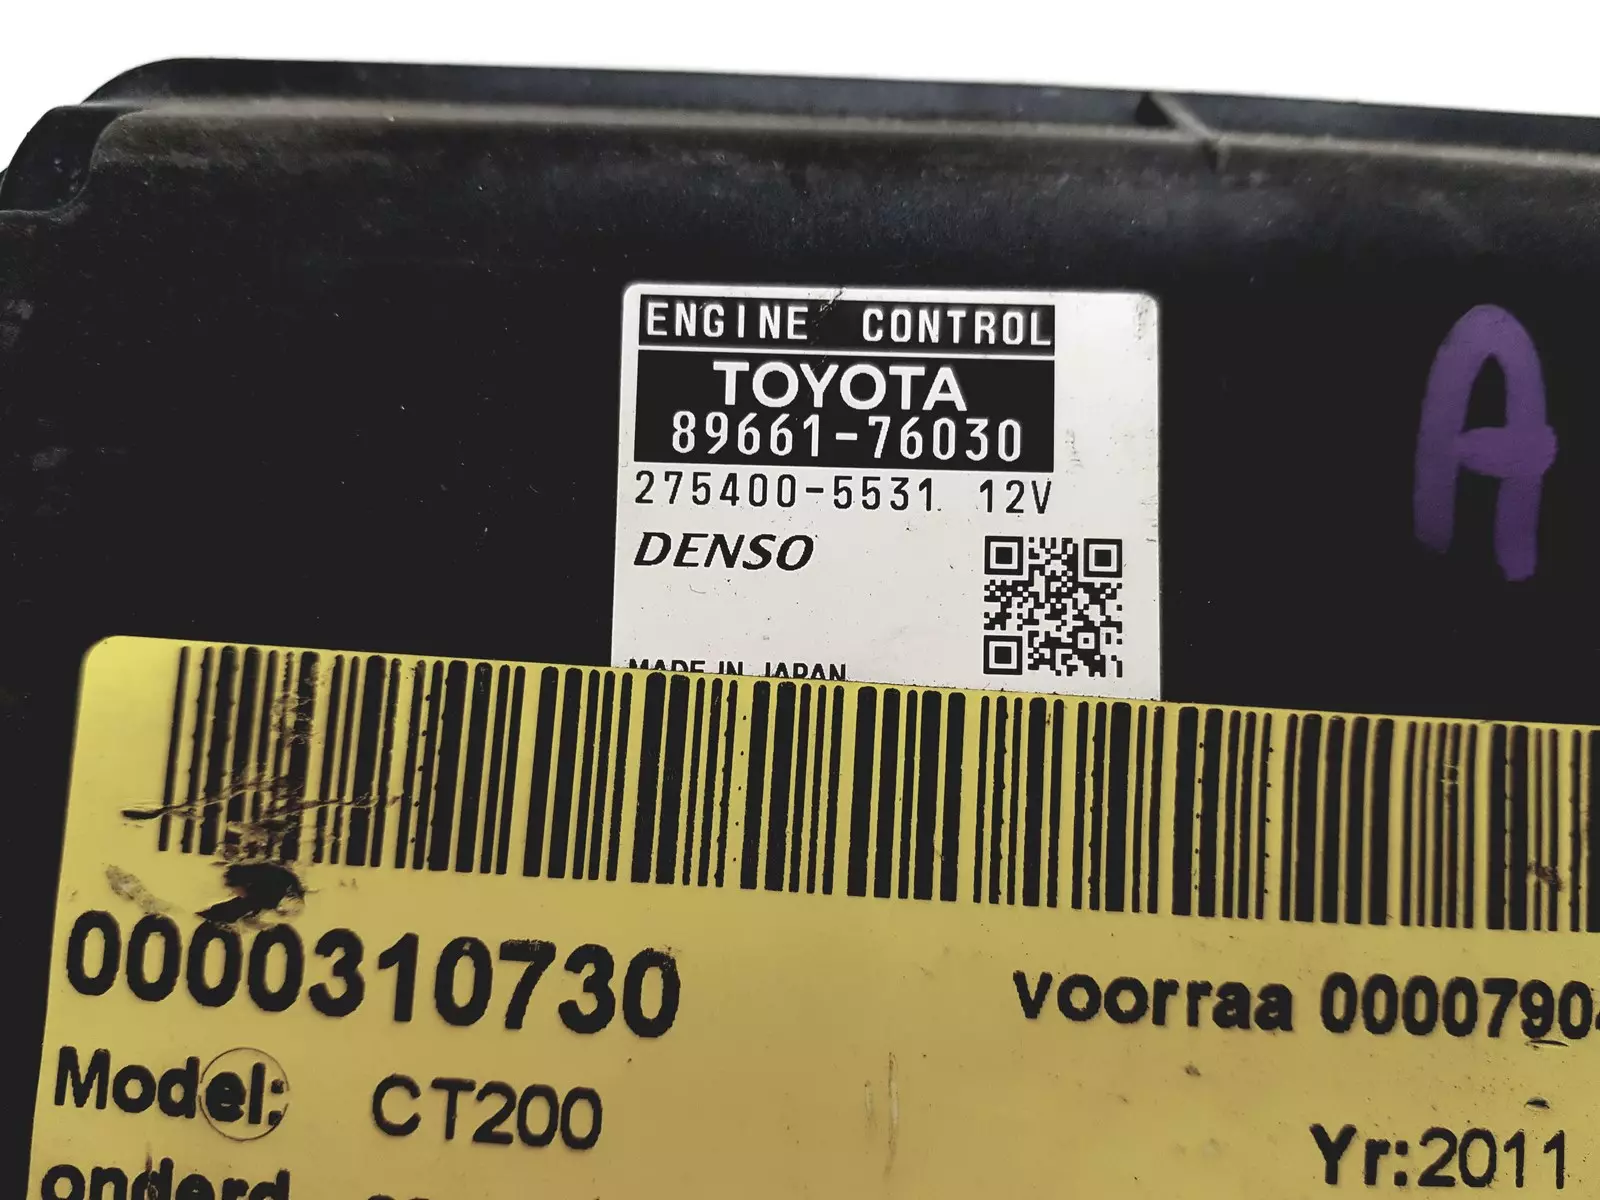 ENGINE CONTROL
TOYOTA
89661-76030
275400-5531 12V
DENSO
MADE IN JAPAN
A
0000310730
voorraa 0000790
Model: CT200
Yr:2011
onderd